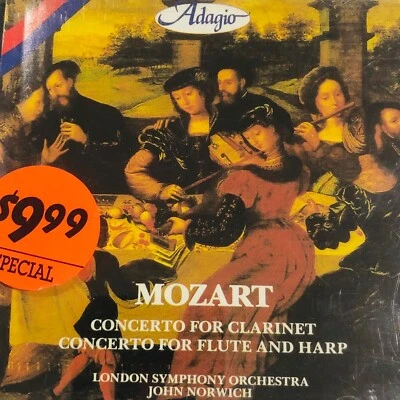 Adagio
$9.99
SPECIAL
MOZART
CONCERTO FOR CLARINET
CONCERTO FOR FLUTE AND HARP
LONDON SYMPHONY ORCHESTRA
JOHN NORWICH